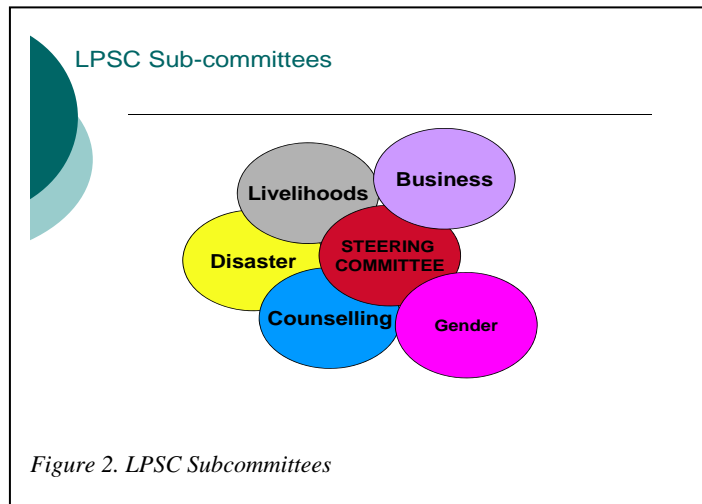 LPSC Sub-committees
Livelihoods
Business
Disaster
STEERING
COMMITTEE
Counselling
Gender
Figure 2. LPSC Subcommittees